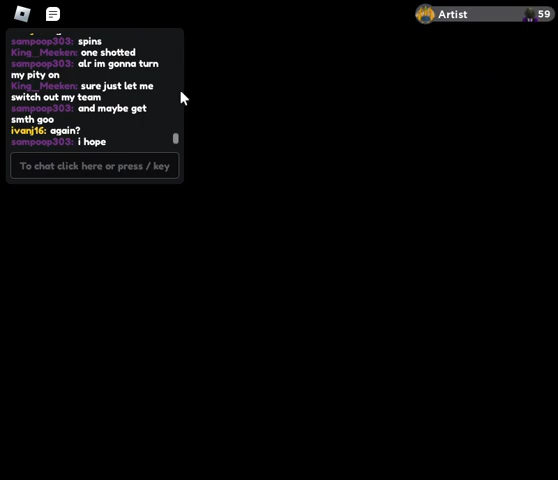 sampoop303: spins
King_Meeken: one shotted
sampoop303: alr im gonna turn
my pity on
King_Meeken: sure just let me
switch out my team
sampoop303: and maybe get
smth goo
ivanj16: again?
sampoop303: i hope
To chat click here or press / key
Artist
59